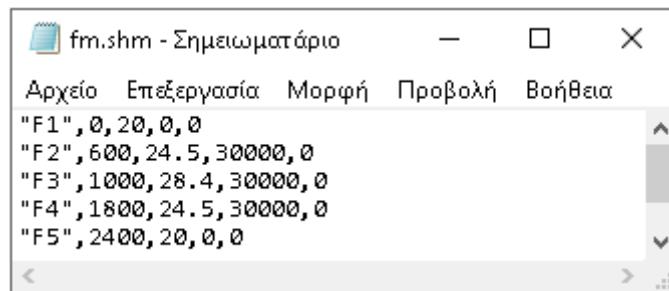 fm.shm - Σημειωματάριο
Αρχείο Επεξεργασία Μορφή Προβολή Βοήθεια
"F1",0,20,0,0
"F2",600,24.5,30000,0
"F3",1000,28.4,30000,0
"F4",1800,24.5,30000,0
"F5",2400,20,0,0